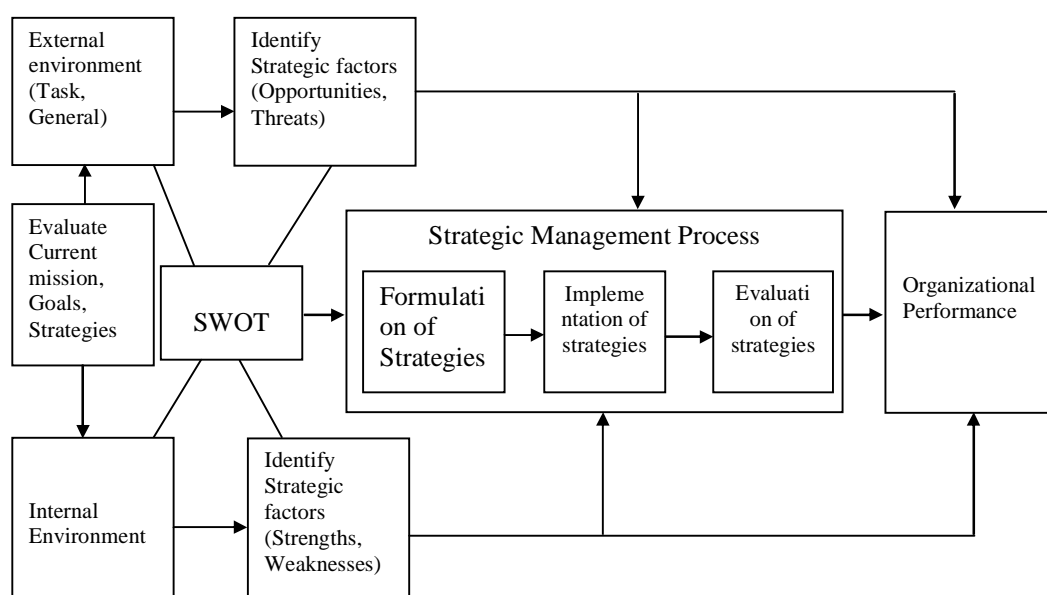 External
environment
(Task,
General)
Identify
Strategic factors
(Opportunities,
Threats)
Evaluate
Current
mission,
Goals,
Strategies
SWOT
Strategic Management Process
Formulati
on of
Strategies
Impleme
ntation of
strategies
Evaluati
on of
strategies
Organizational
Performance
Internal
Environment
Identify
Strategic
factors
(Strengths,
Weaknesses)